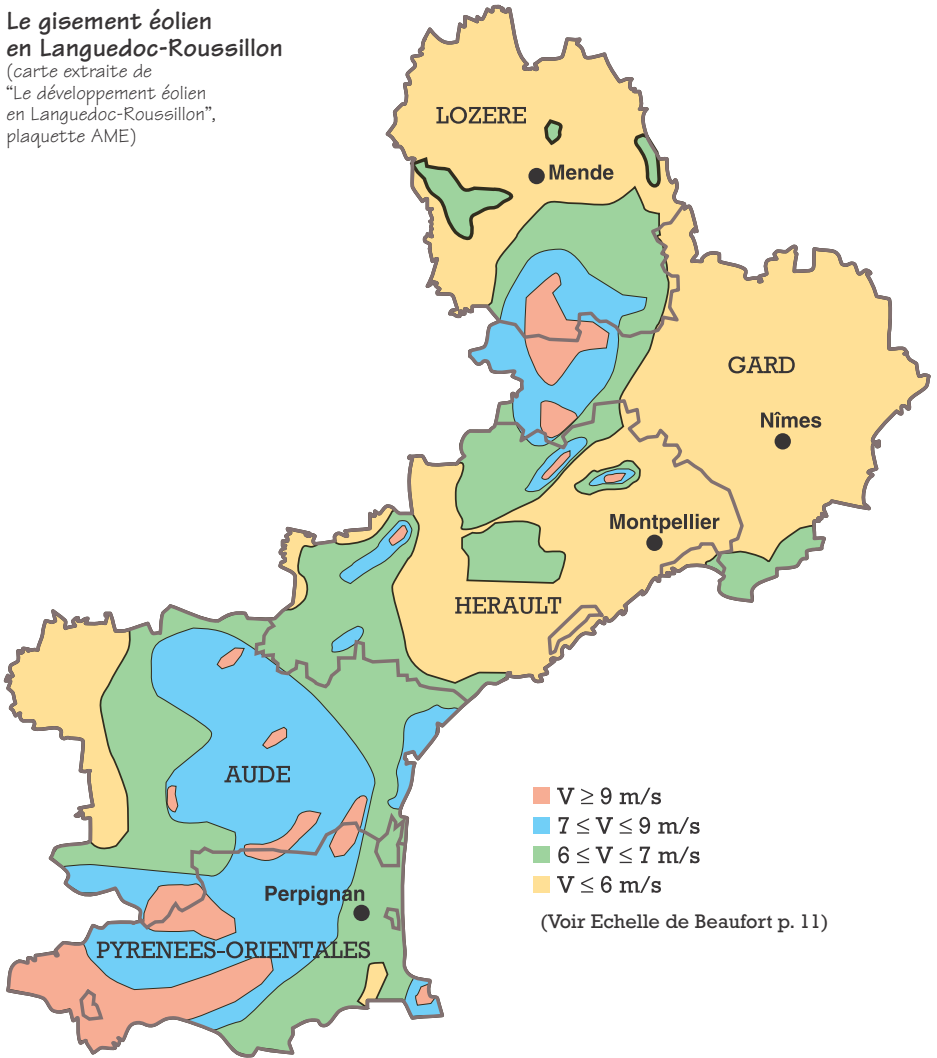 Le gisement éolien
en Languedoc-Roussillon
(carte extraite de
“Le développement éolien
en Languedoc-Roussillon”,
plaquette AME)
LOZERE
Mende
GARD
Nîmes
Montpellier
HERAULT
AUDE
V ≥ 9 m/s
7 ≤ V ≤ 9 m/s
6 ≤ V ≤ 7 m/s
V ≤ 6 m/s
Perpignan
(Voir Echelle de Beaufort p. 11)
PYRENEES-ORIENTALES